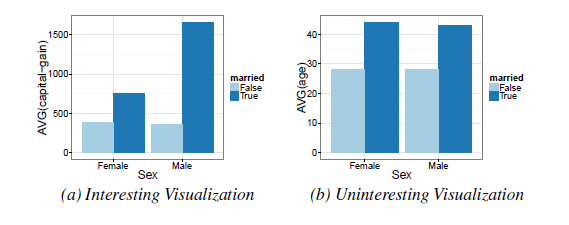 AVG(capital-gain)
1500
1000
500
0
Female
Male
Sex
married
False
True
(a) Interesting Visualization
AVG(age)
40
30
20
10
0
Female
Male
Sex
married
False
True
(b) Uninteresting Visualization